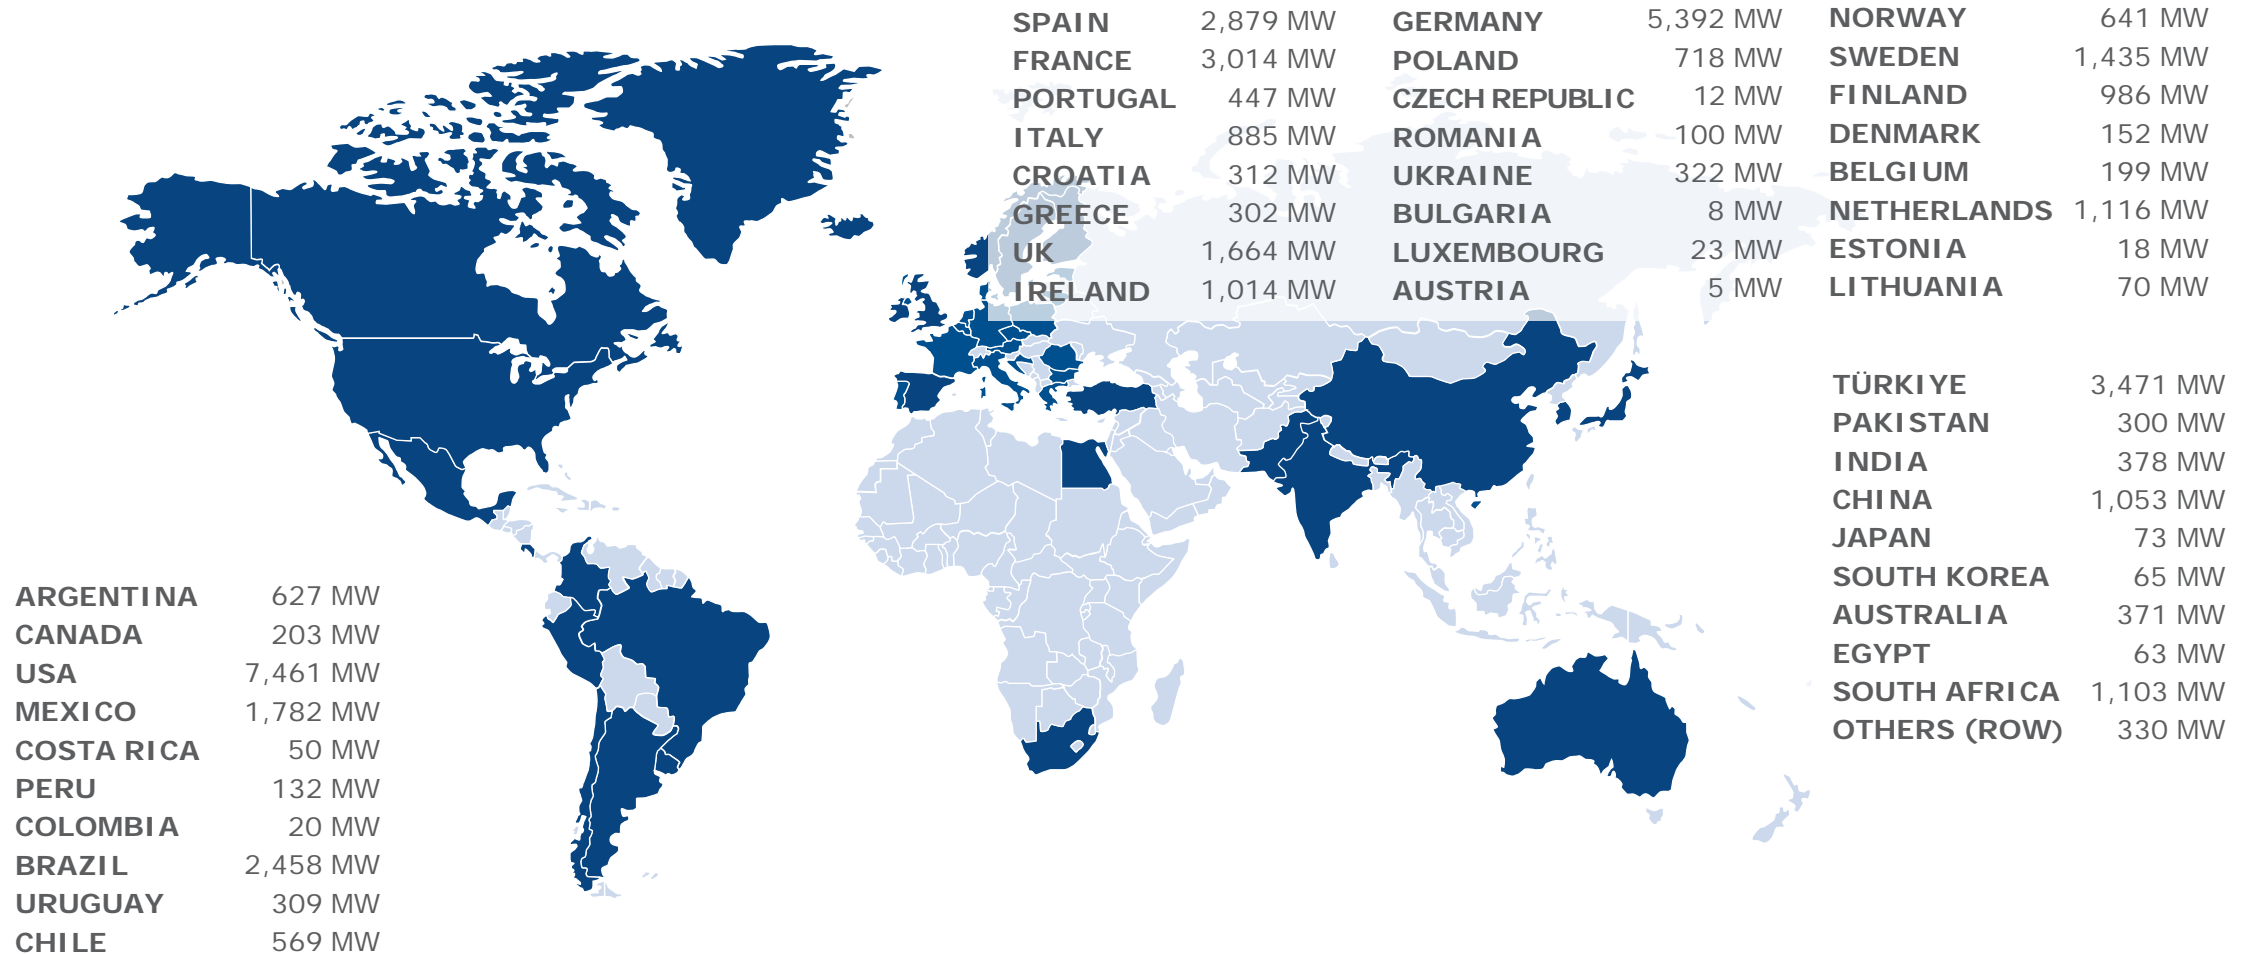 SPAIN 2,879 MW
FRANCE 3,014 MW
PORTUGAL 447 MW
ITALY 885 MW
CROATIA 312 MW
GREECE 302 MW
UK 1,664 MW
IRELAND 1,014 MW
GERMANY 5,392 MW
POLAND 718 MW
CZECH REPUBLIC 12 MW
ROMANIA 100 MW
UKRAINE 322 MW
BULGARIA 8 MW
LUXEMBOURG 23 MW
AUSTRIA 5 MW
NORWAY 641 MW
SWEDEN 1,435 MW
FINLAND 986 MW
DENMARK 152 MW
BELGIUM 199 MW
NETHERLANDS 1,116 MW
ESTONIA 18 MW
LITHUANIA 70 MW
TÜRKIYE 3,471 MW
PAKISTAN 300 MW
INDIA 378 MW
CHINA 1,053 MW
JAPAN 73 MW
SOUTH KOREA 65 MW
AUSTRALIA 371 MW
EGYPT 63 MW
SOUTH AFRICA 1,103 MW
OTHERS (ROW) 330 MW
ARGENTINA 627 MW
CANADA 203 MW
USA 7,461 MW
MEXICO 1,782 MW
COSTA RICA 50 MW
PERU 132 MW
COLOMBIA 20 MW
BRAZIL 2,458 MW
URUGUAY 309 MW
CHILE 569 MW